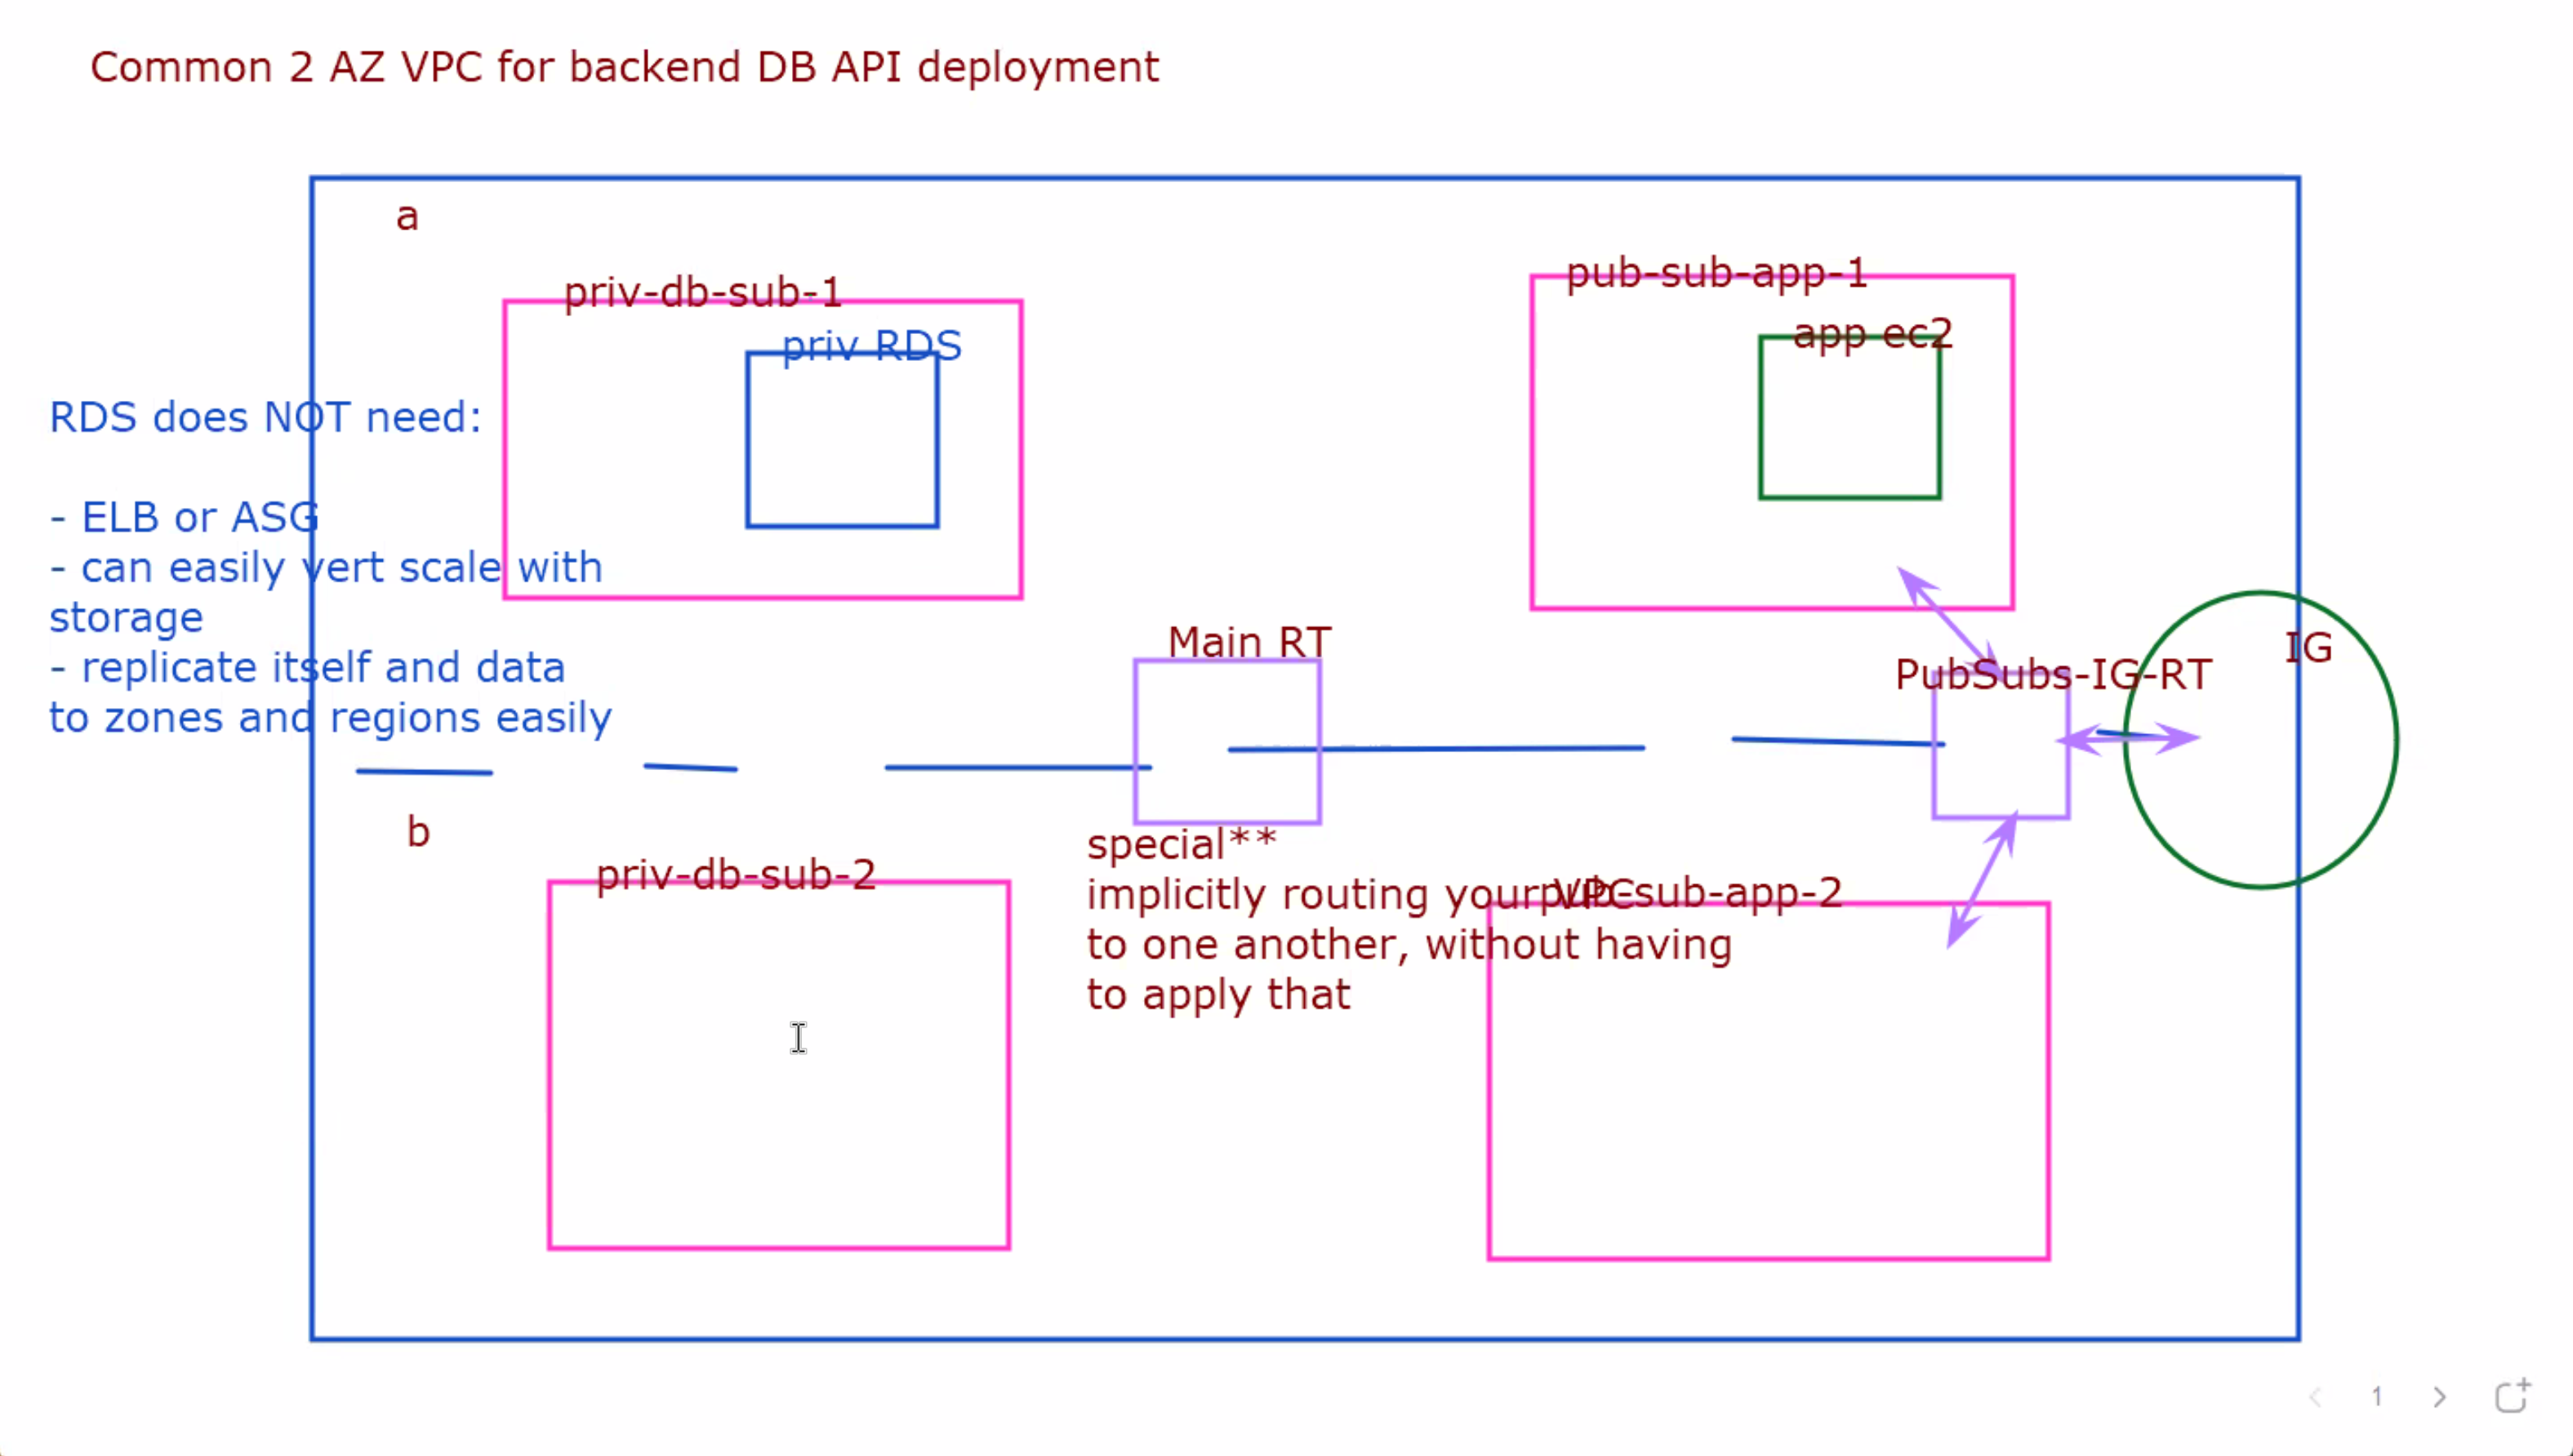 Common 2 AZ VPC for backend DB API deployment
a
priv-db-sub-1
priv RDS
pub-sub-app-1
app ec2
RDS does NOT need:
- ELB or ASG
- can easily vert scale with
storage
- replicate itself and data
to zones and regions easily
Main RT
PubSubs-IG-RT
IG
b
priv-db-sub-2
special**
implicitly routing your VPC
to one another, without having
to apply that
pub-sub-app-2
1